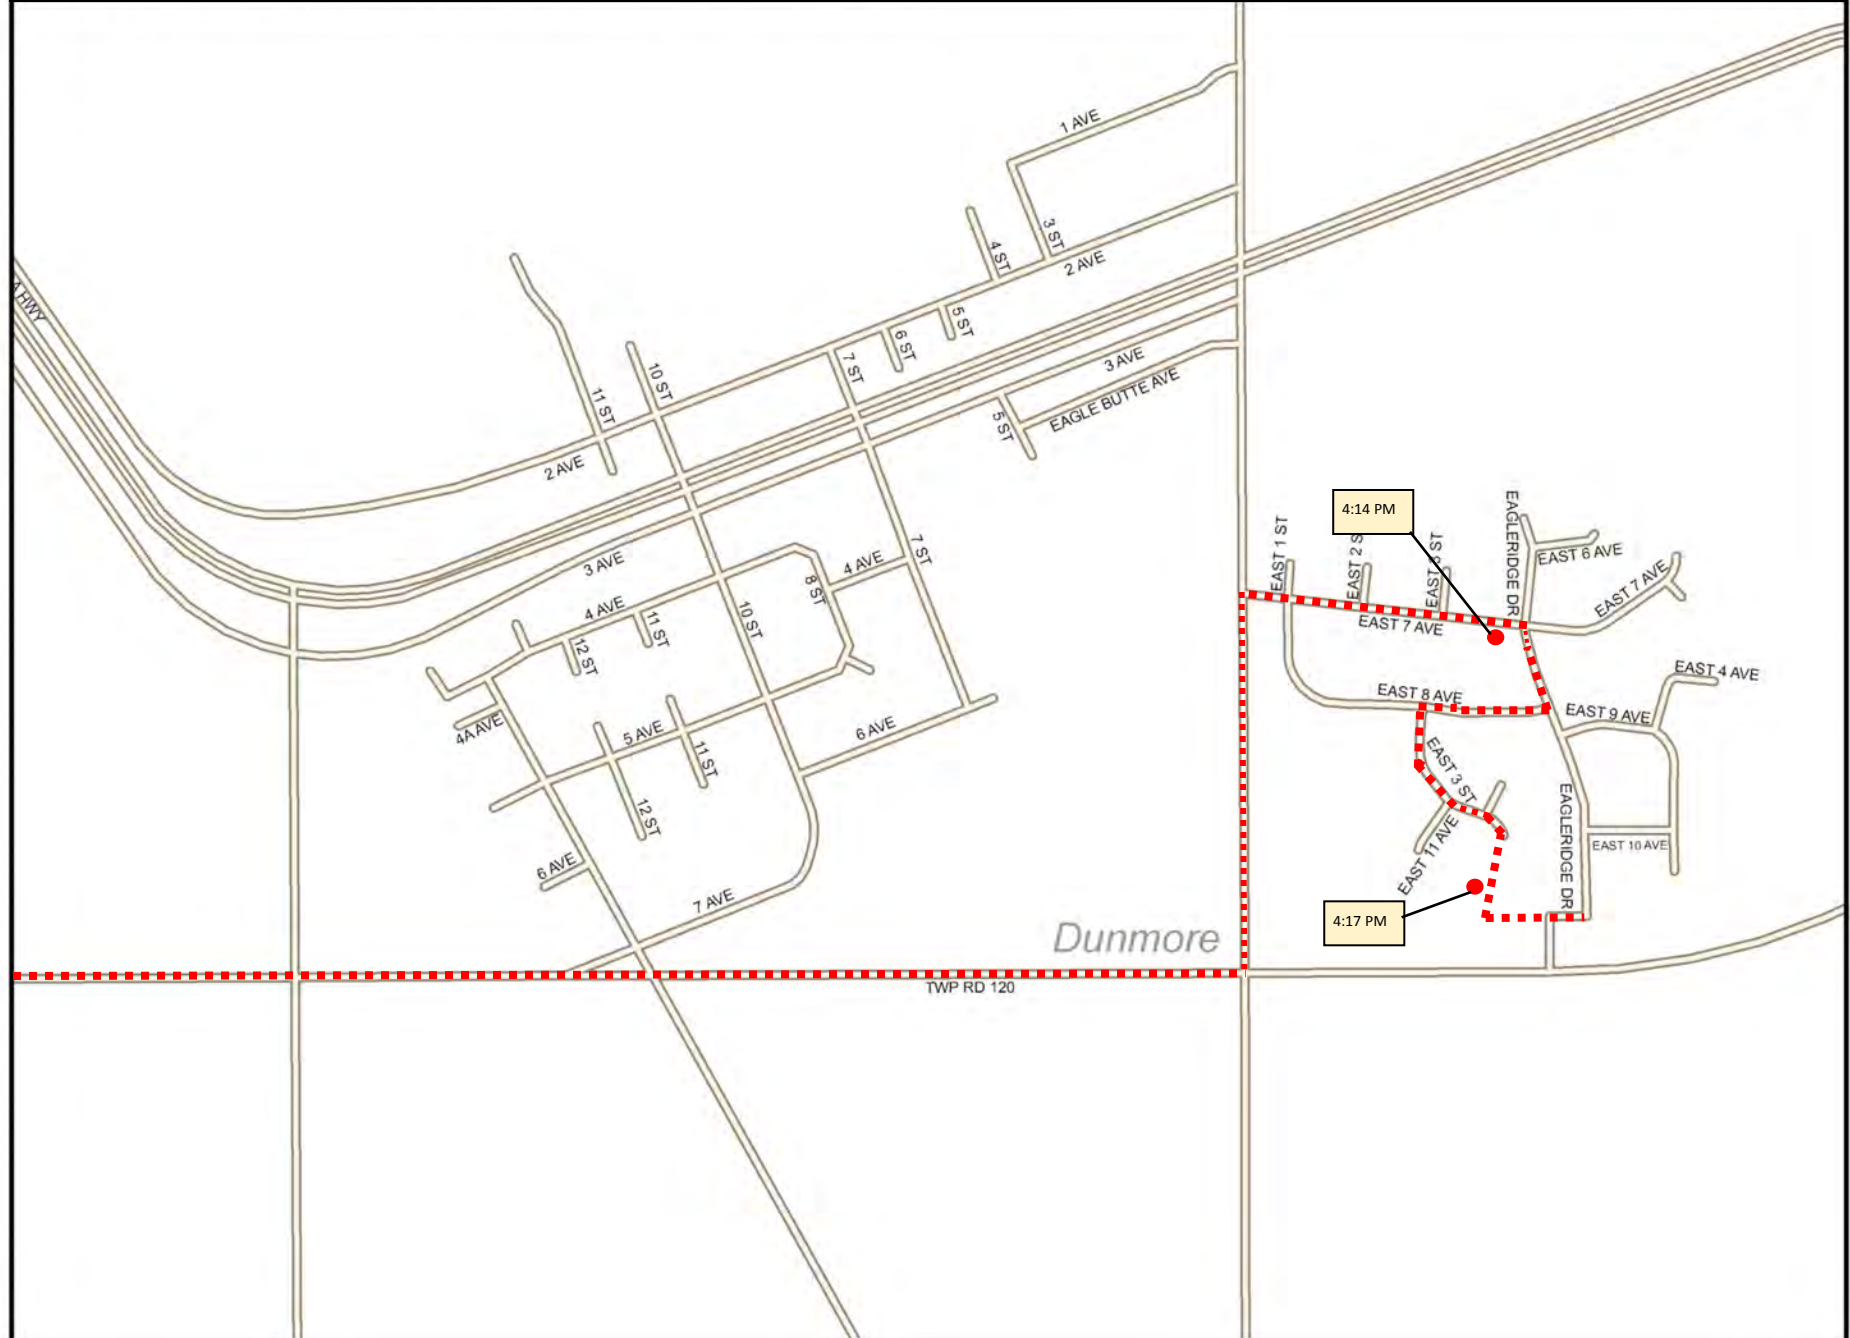 1 AVE
3 ST
4 ST
2 AVE
A HWY
5 ST
6 ST
7 ST
3 AVE
EAGLE BUTTE AVE
10 ST
11 ST
5 ST
2 AVE
EAGLERIDGE DR
4:14 PM
EAST 1 ST
EAST 2 S
ST
EAST 6 AVE
EAST 7 AVE
7 ST
4 AVE
3 AVE
8 ST
4 AVE
10 ST
11 ST
12 ST
EAST 7 AVE
EAST 4 AVE
EAST 8 AVE
EAST 9 AVE
4A AVE
5 AVE
6 AVE
11 ST
EAST 3 ST
12 ST
EAGLERIDGE DR
EAST 10 AVE
EAST 11 AVE
6 AVE
7 AVE
4:17 PM
Dunmore
TWP RD 120